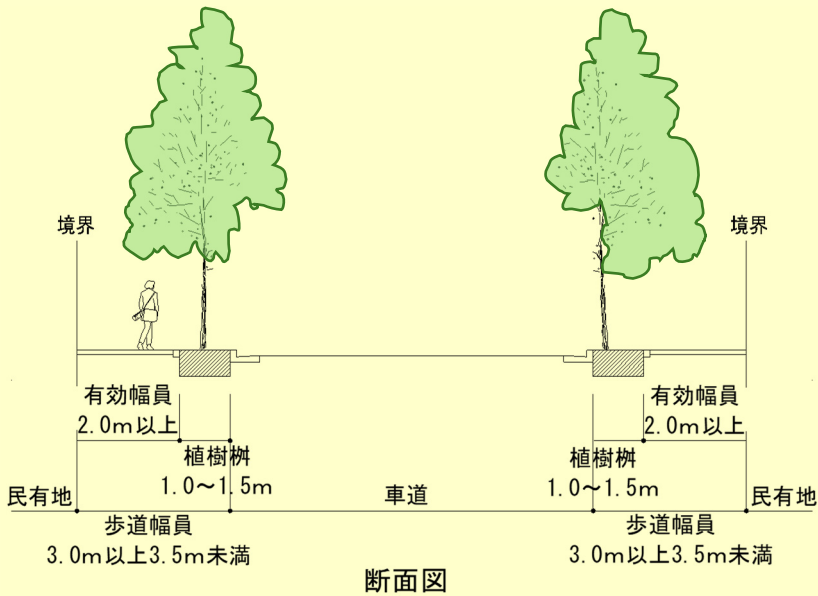 境界
境界
有効幅員
2.0m以上
有効幅員
2.0m以上
植樹桝
1.0～1.5m
植樹桝
1.0～1.5m
民有地
車道
民有地
歩道幅員
3.0m以上3.5m未満
歩道幅員
3.0m以上3.5m未満
断面図